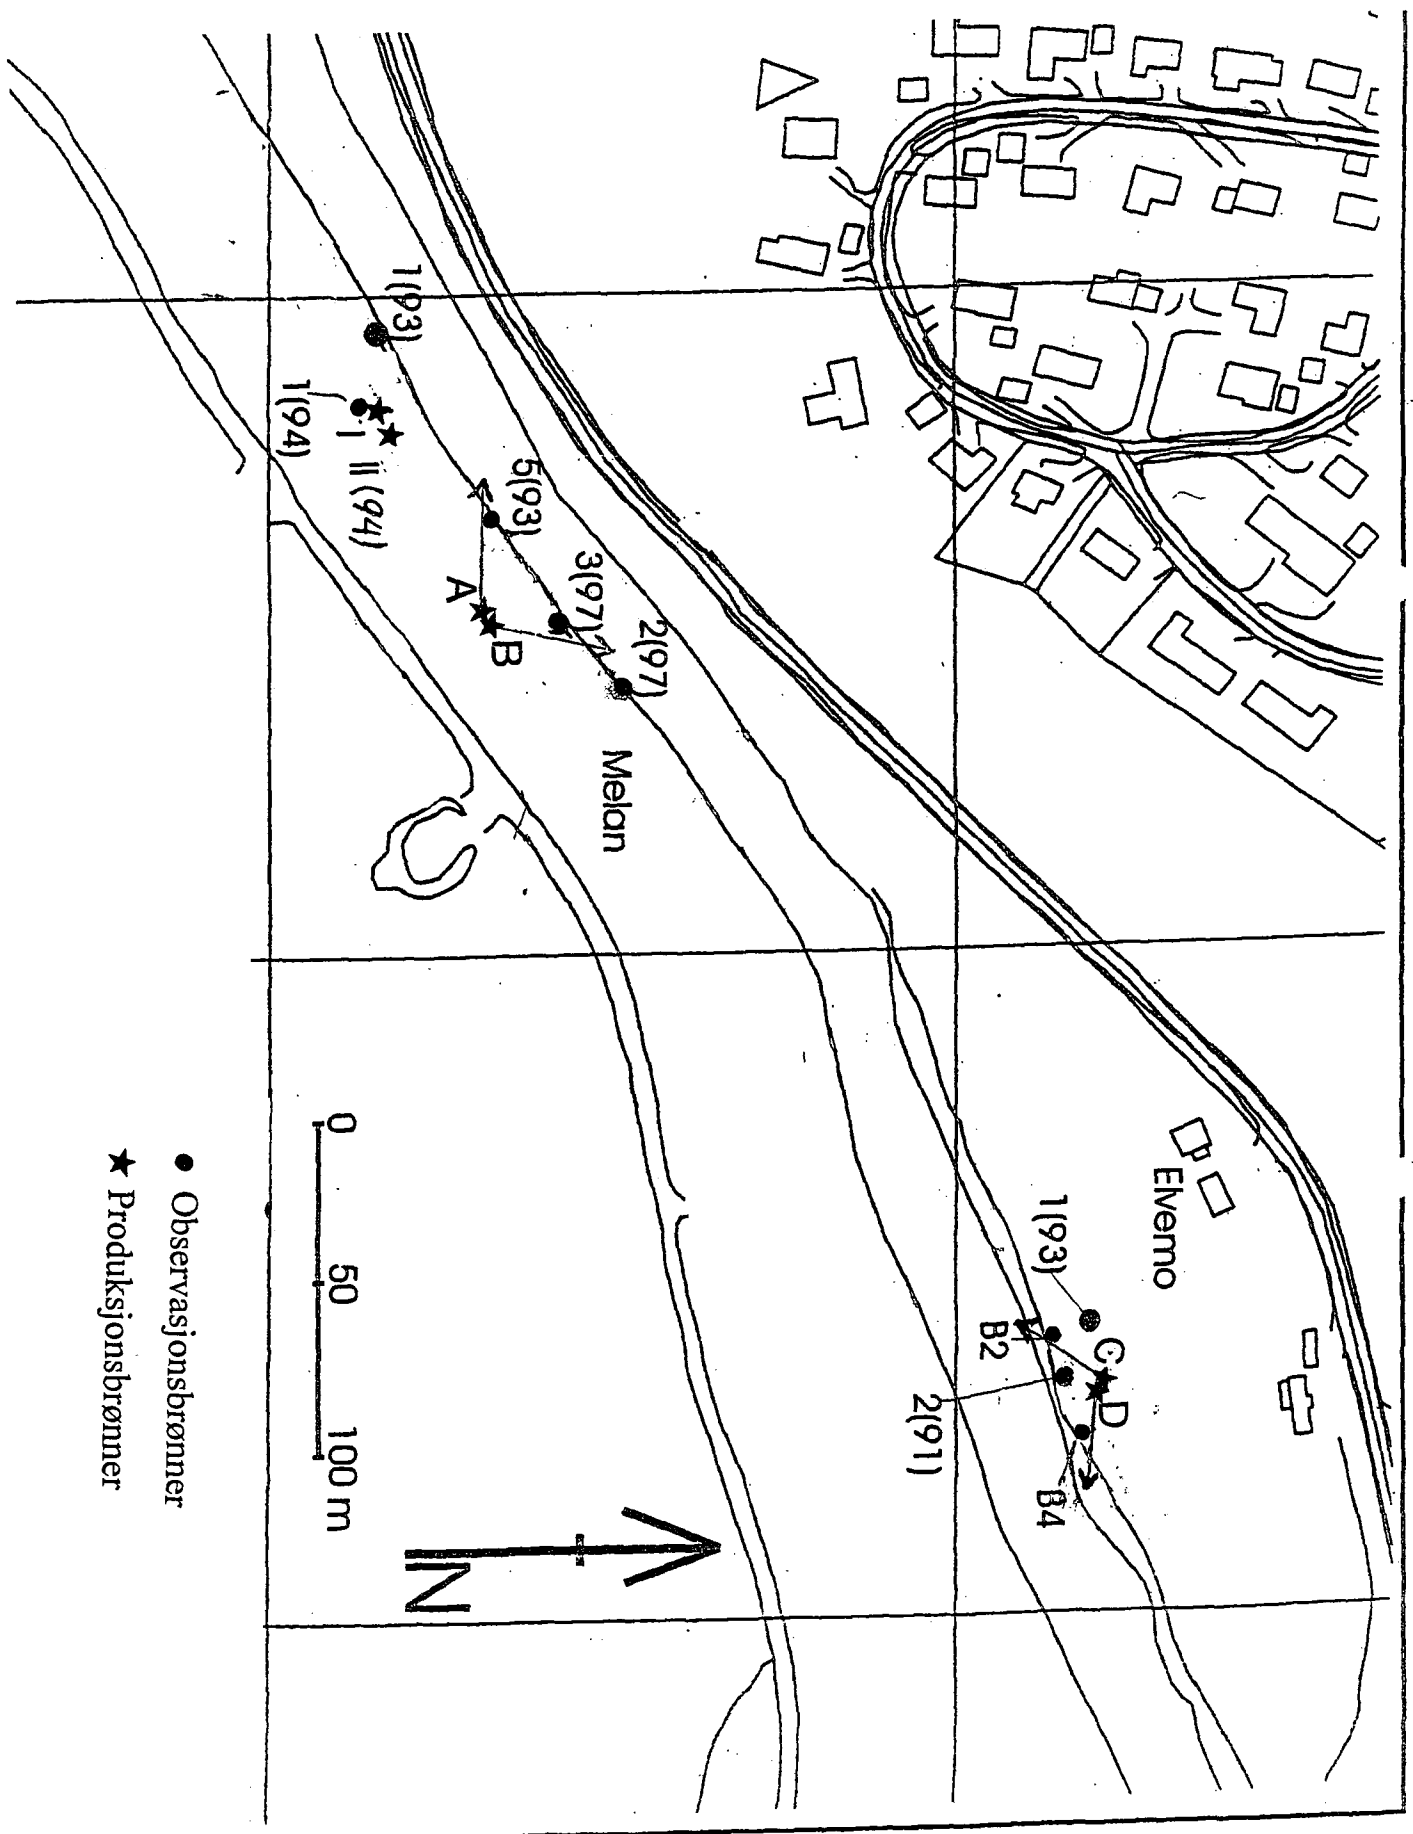 Elvemo
1(93)
C
D
B2
B4
2(91)
2(97)
3(97)
5(93)
Melan
B
A
1(93)
I
II (94)
1(94)
0 50 100 m
N
Observasjonsbrønner
Produksjonsbrønner